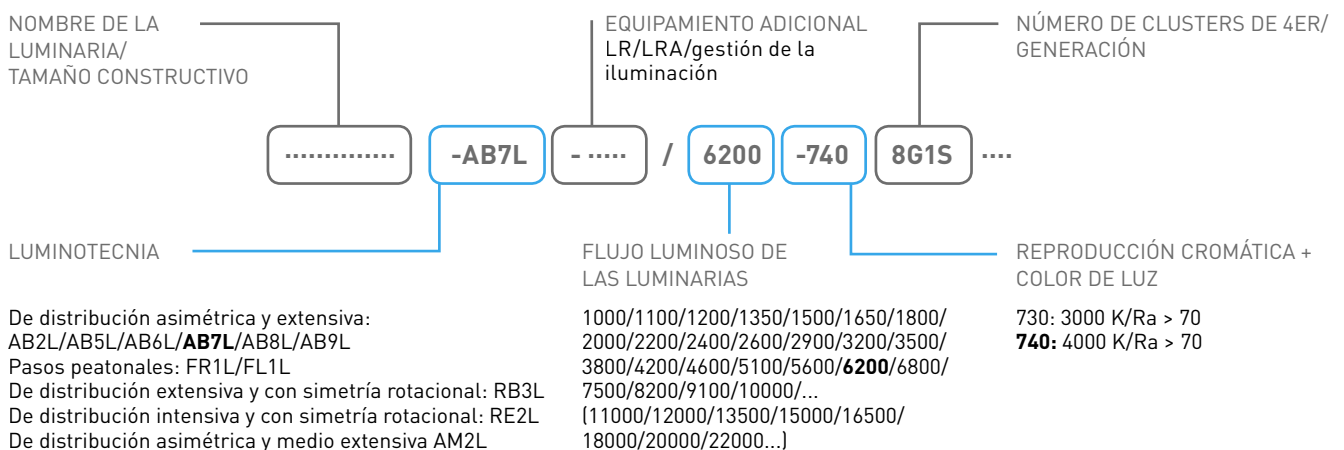 NOMBRE DE LA
LUMINARIA/
TAMAÑO CONSTRUCTIVO
EQUIPAMIENTO ADICIONAL
LR/LRA/gestión de la
iluminación
NÚMERO DE CLUSTERS DE 4ER/
GENERACIÓN
.............. -AB7L - ..... / 6200 -740 8G1S ....
LUMINOTECNIA
De distribución asimétrica y extensiva:
AB2L/AB5L/AB6L/AB7L/AB8L/AB9L
Pasos peatonales: FR1L/FL1L
De distribución extensiva y con simetría rotacional: RB3L
De distribución intensiva y con simetría rotacional: RE2L
De distribución asimétrica y medio extensiva AM2L
FLUJO LUMINOSO DE
LAS LUMINARIAS
1000/1100/1200/1350/1500/1650/1800/
2000/2200/2400/2600/2900/3200/3500/
3800/4200/4600/5100/5600/6200/6800/
7500/8200/9100/10000/...
(11000/12000/13500/15000/16500/
18000/20000/22000...)
REPRODUCCIÓN CROMÁTICA +
COLOR DE LUZ
730: 3000 K/Ra > 70
740: 4000 K/Ra > 70